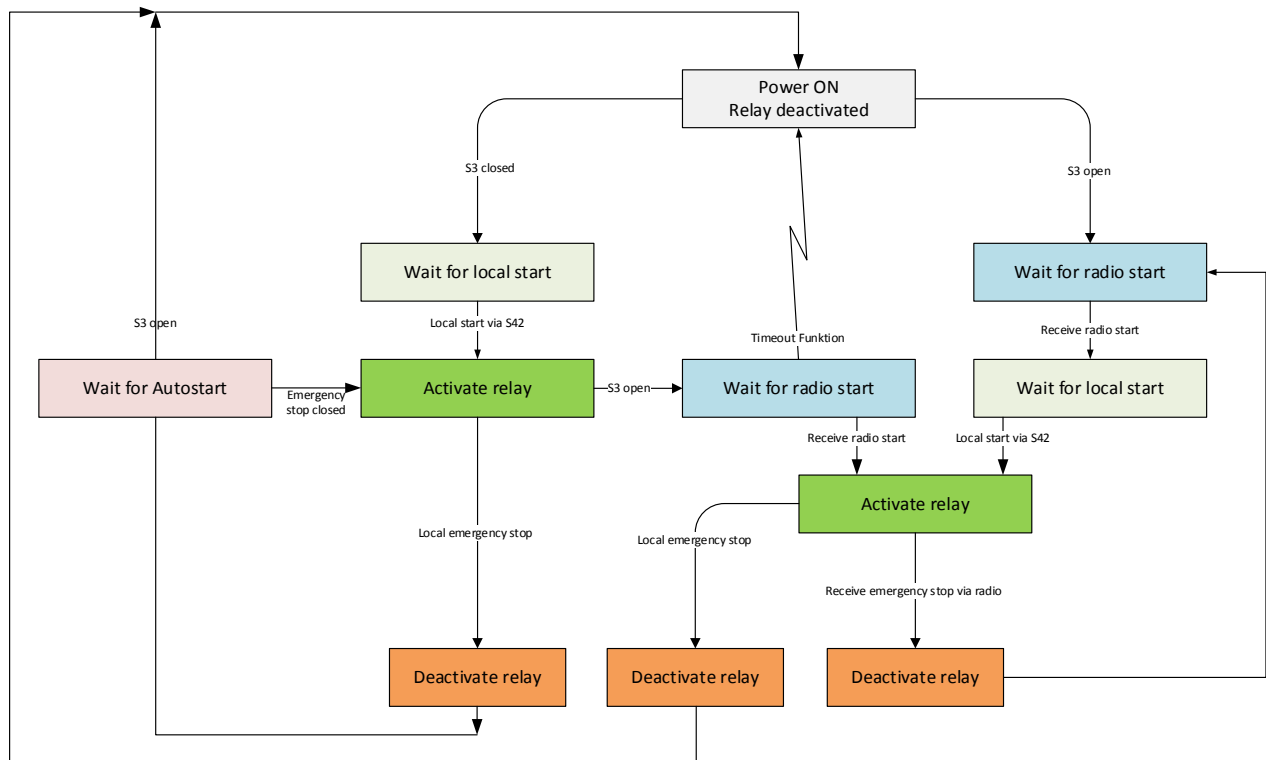 Power ON
Relay deactivated
S3 closed
S3 open
Wait for local start
Wait for radio start
S3 open
Local start via S42
Timeout Funktion
Receive radio start
Wait for Autostart
Emergency
stop closed
Activate relay
S3 open
Wait for radio start
Wait for local start
Receive radio start
Local start via S42
Activate relay
Local emergency stop
Local emergency stop
Receive emergency stop via radio
Deactivate relay
Deactivate relay
Deactivate relay